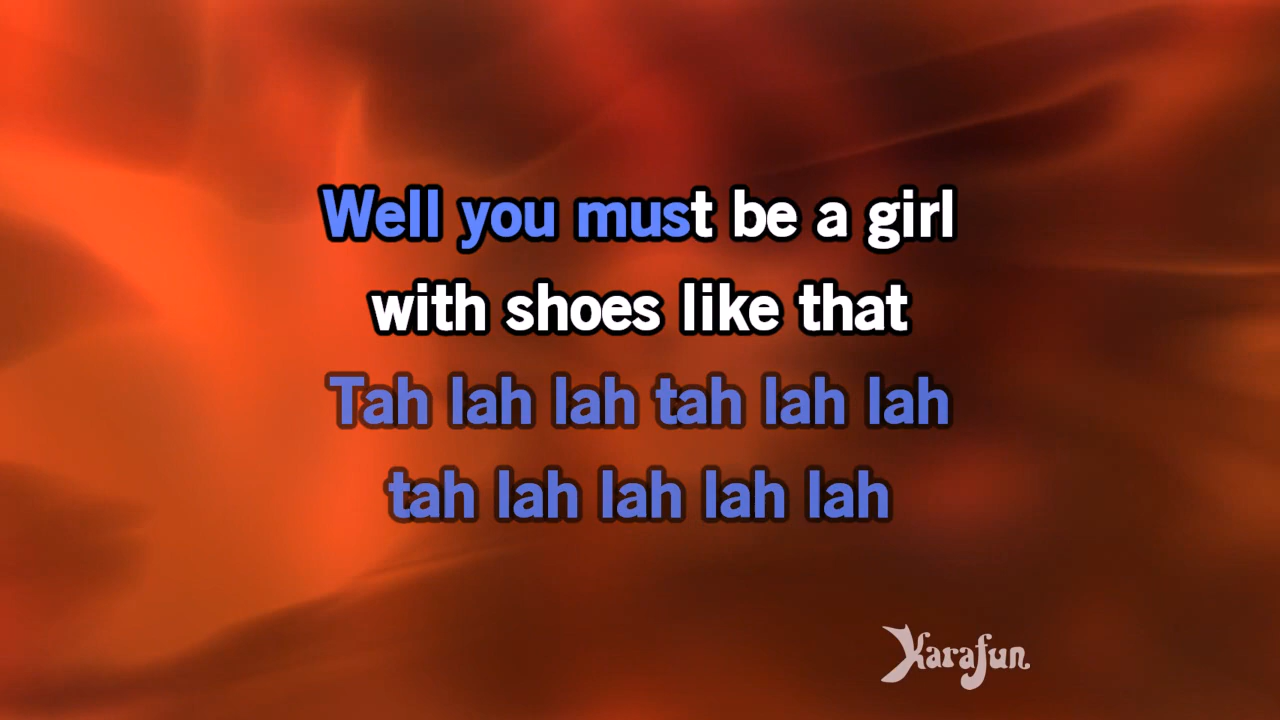 Well you must be a girl
with shoes like that
Tah lah lah tah lah lah
tah lah lah lah lah
Karafun